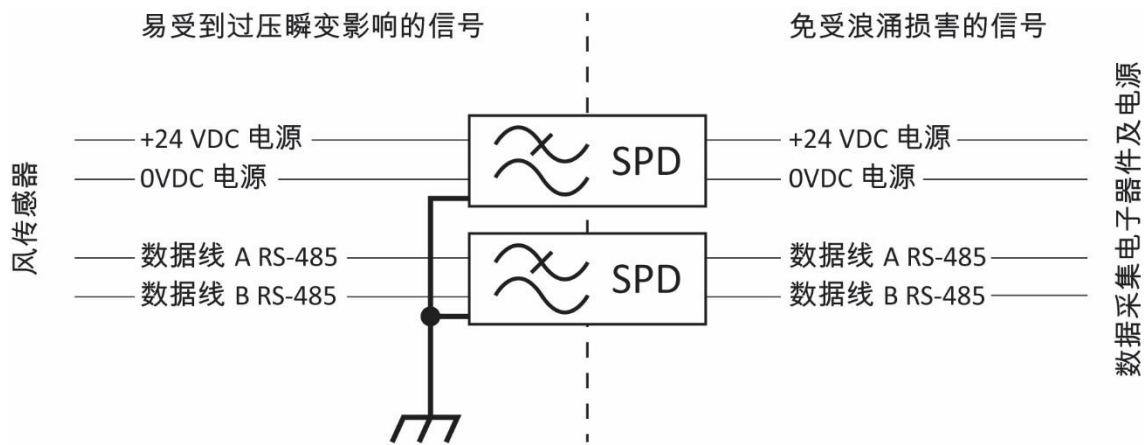 易受到过压瞬变影响的信号
免受浪涌损害的信号
风传感器
+24 VDC 电源
0VDC 电源
SPD
+24 VDC 电源
0VDC 电源
数据线 A RS-485
数据线 B RS-485
SPD
数据线 A RS-485
数据线 B RS-485
数据采集电子器件及电源